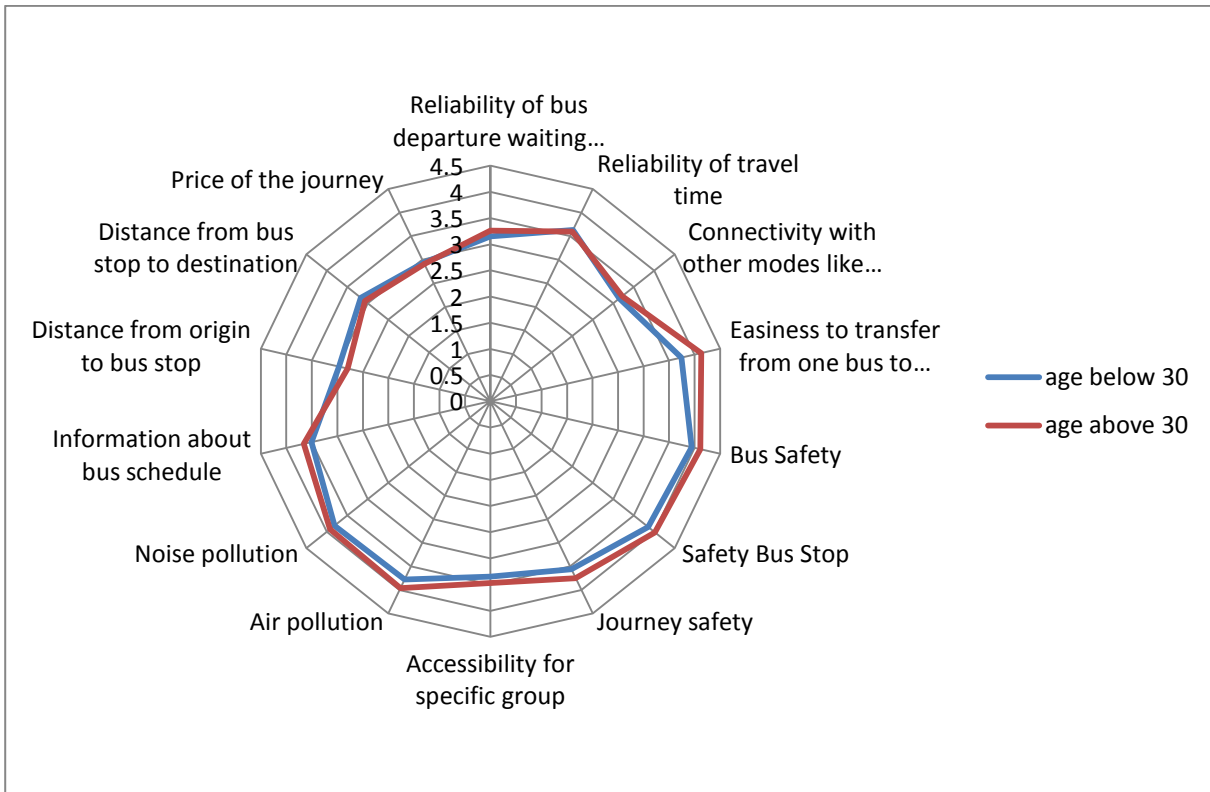 Reliability of bus
departure waiting…
Reliability of travel
time
Connectivity with
other modes like…
Easiness to transfer
from one bus to…
Bus Safety
Safety Bus Stop
Journey safety
Accessibility for
specific group
Air pollution
Noise pollution
Information about
bus schedule
Distance from origin
to bus stop
Distance from bus
stop to destination
Price of the journey
4.5
4
3.5
3
2.5
2
1.5
1
0.5
0
age below 30
age above 30